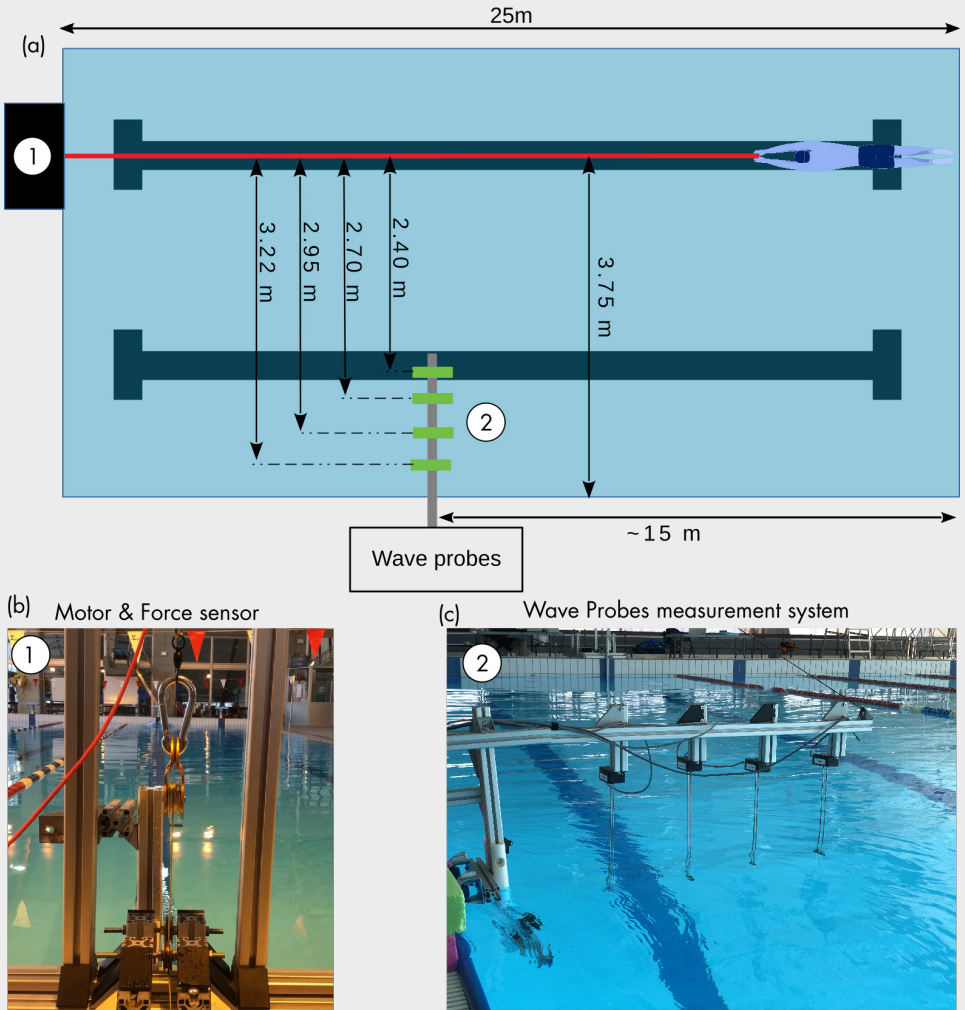 25m
(a)
1
3.22 m
2.95 m
2.70 m
2.40 m
3.75 m
2
~15 m
Wave probes
(b)
Motor & Force sensor
1
(c)
Wave Probes measurement system
2